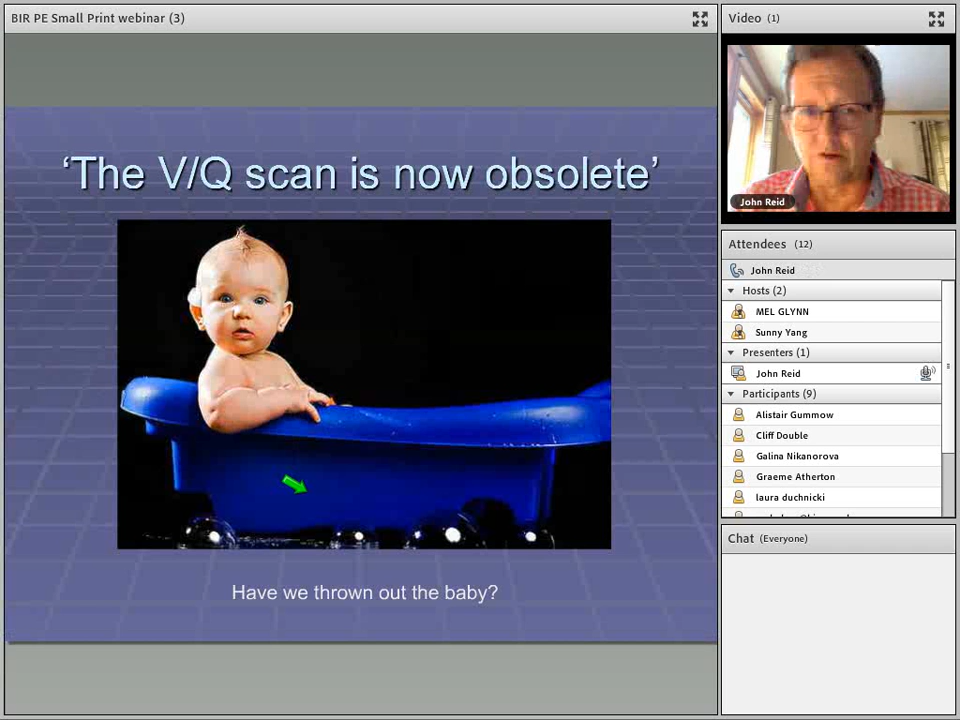 BIR PE Small Print webinar (3)
‘The V/Q scan is now obsolete’
Have we thrown out the baby?
Video (1)
John Reid
Attendees (12)
John Reid
Hosts (2)
MEL GLYNN
Sunny Yang
Presenters (1)
John Reid
Participants (9)
Alistair Gummow
Cliff Double
Galina Nikanorova
Graeme Atherton
laura duchnicki
Chat (Everyone)